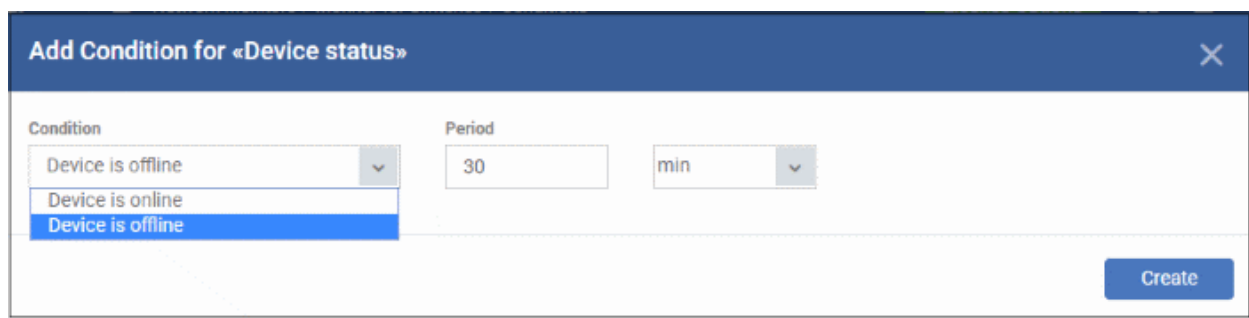 Add Condition for «Device status»
Condition
Period
Device is offline
30
min
Device is online
Device is offline
Create